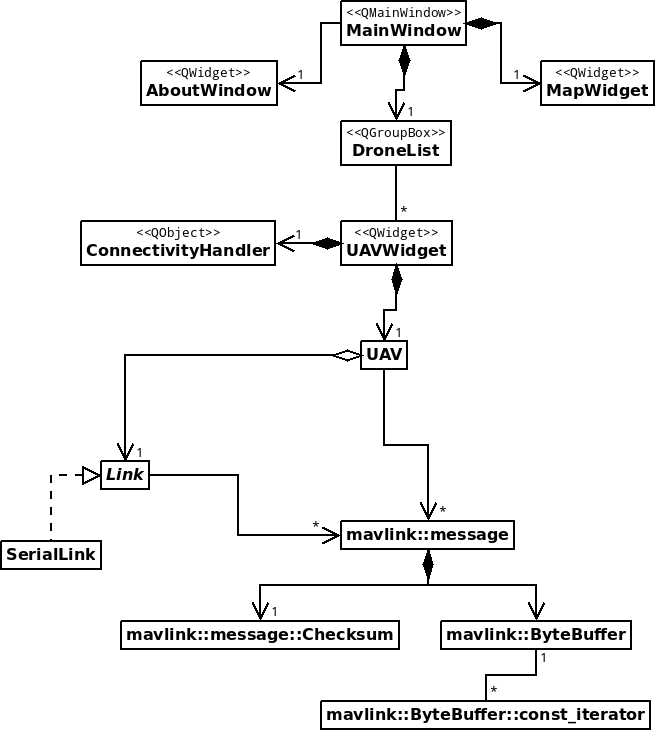 <<QMainWindow>>
MainWindow
<<QWidget>>
AboutWindow
1
1
<<QWidget>>
MapWidget
1
<<QGroupBox>>
DroneList
*
<<QObject>>
ConnectivityHandler
1
<<QWidget>>
UAVWidget
1
UAV
1
Link
*
*
SerialLink
mavlink::message
1
mavlink::message::Checksum
mavlink::ByteBuffer
1
*
mavlink::ByteBuffer::const_iterator